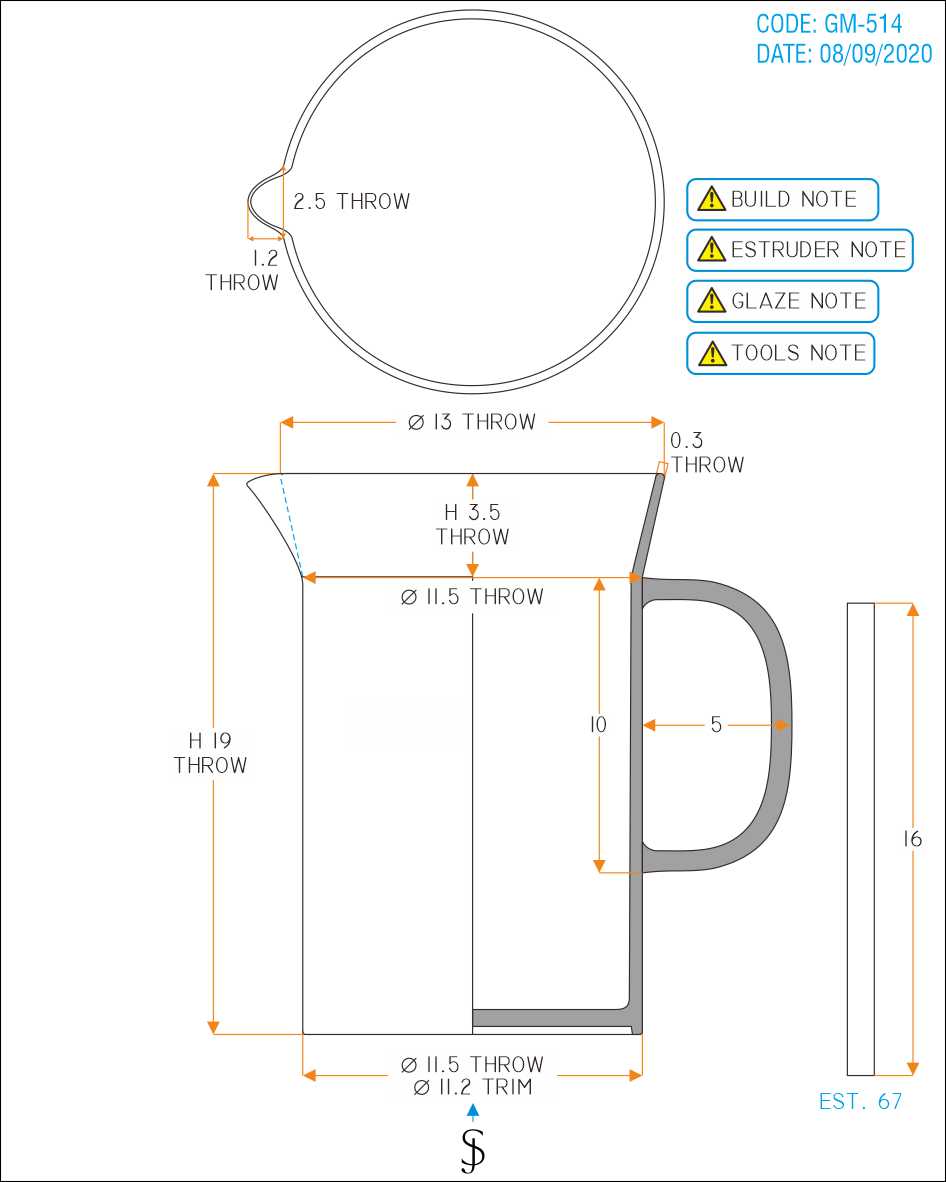 CODE: GM-514
DATE: 08/09/2020
2.5 THROW
1.2
THROW
BUILD NOTE
ESTRUDER NOTE
GLAZE NOTE
TOOLS NOTE
Ø 13 THROW
0.3
THROW
H 3.5
THROW
Ø 11.5 THROW
10
5
H 19
THROW
16
Ø 11.5 THROW
Ø 11.2 TRIM
EST. 67